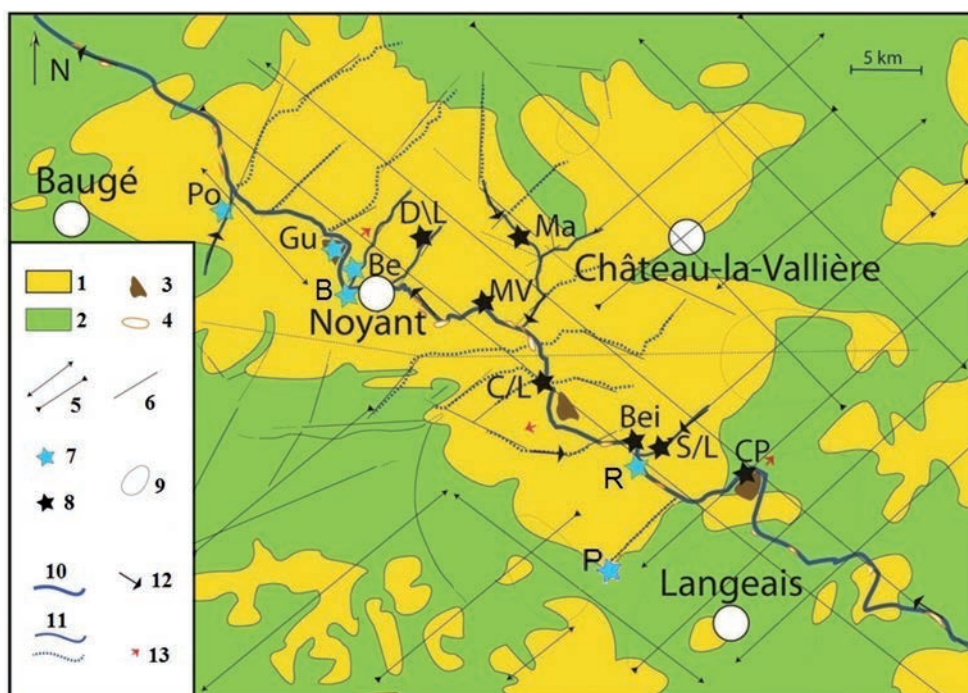 N
5 km
Baugé
Po
Gu
D\L
Ma
Be
Château-la-Vallière
B
Noyant
MV
C/L
Bei
S/L
CP
R
P
Langeais
1
3
2
4
5
6
7
8
9
10
12
11
13